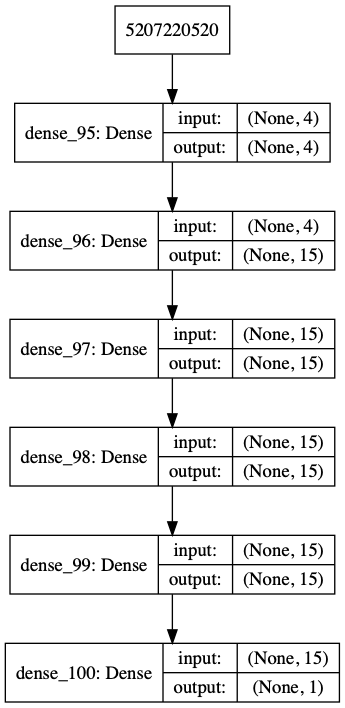 5207220520
dense_95: Dense
input: (None, 4)
output: (None, 4)
dense_96: Dense
input: (None, 4)
output: (None, 15)
dense_97: Dense
input: (None, 15)
output: (None, 15)
dense_98: Dense
input: (None, 15)
output: (None, 15)
dense_99: Dense
input: (None, 15)
output: (None, 15)
dense_100: Dense
input: (None, 15)
output: (None, 1)